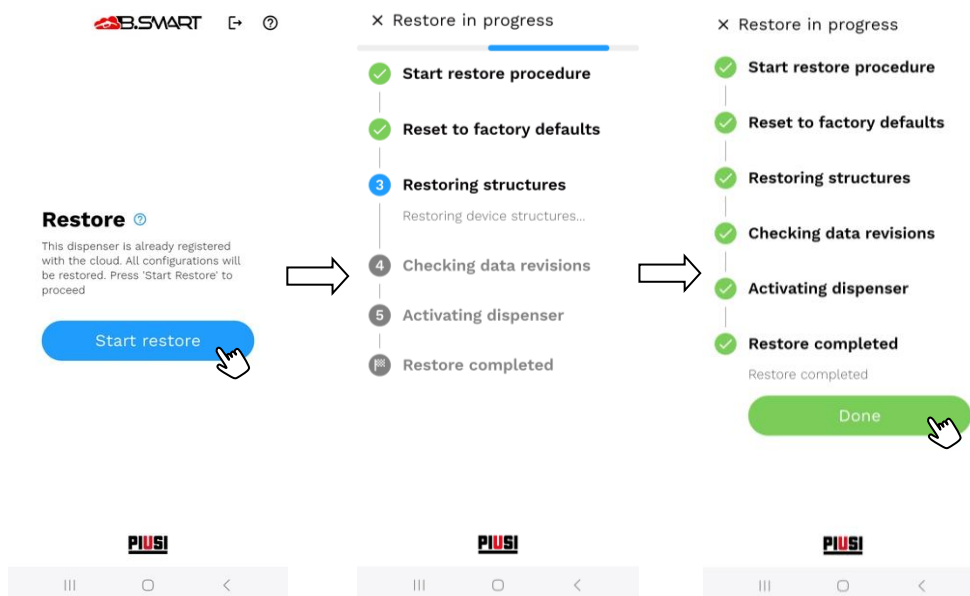 B.SMART
Restore
This dispenser is already registered
with the cloud. All configurations will
be restored. Press 'Start Restore' to
proceed
Start restore
PIUSI
Restore in progress
Start restore procedure
Reset to factory defaults
3 Restoring structures
Restoring device structures...
4 Checking data revisions
5 Activating dispenser
Restore completed
PIUSI
Restore in progress
Start restore procedure
Reset to factory defaults
Restoring structures
Checking data revisions
Activating dispenser
Restore completed
Restore completed
Done
PIUSI